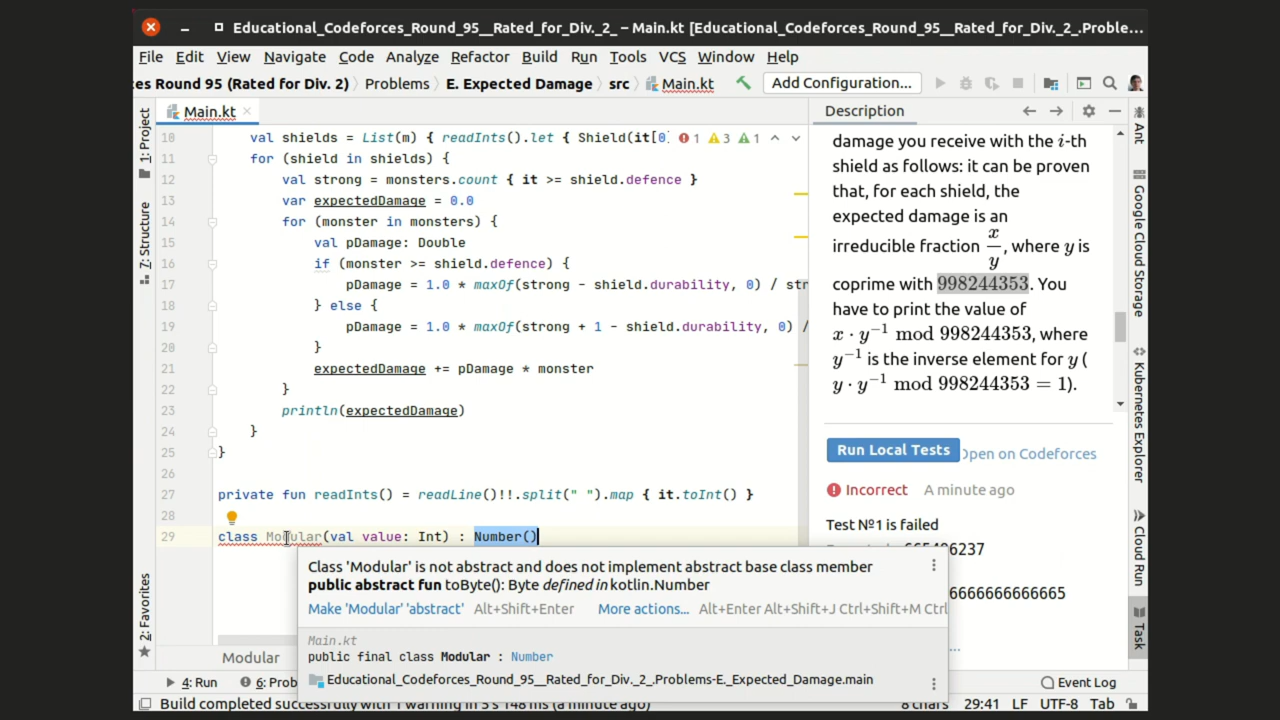 Educational_Codeforces_Round_95__Rated_for_Div._2_ – Main.kt [Educational_Codeforces_Round_95__Rated_for_Div._2_.Proble...
File Edit View Navigate Code Analyze Refactor Build Run Tools VCS Window Help
es Round 95 (Rated for Div. 2) Problems E. Expected Damage src Main.kt Add Configuration...
Main.kt
Description
1: Project
7: Structure
2: Favorites
10 val shields = List(m) { readInts().let { Shield(it[0] 1 3 1
11 for (shield in shields) {
12 val strong = monsters.count { it >= shield.defence }
13 var expectedDamage = 0.0
14 for (monster in monsters) {
15 val pDamage: Double
16 if (monster >= shield.defence) {
17 pDamage = 1.0 * maxOf(strong - shield.durability, 0) / str
18 } else {
19 pDamage = 1.0 * maxOf(strong + 1 - shield.durability, 0) /
20 }
21 expectedDamage += pDamage * monster
22 }
23 println(expectedDamage)
24 }
25 }
26
27 private fun readInts() = readLine()!!.split(" ").map { it.toInt() }
28
29 class Modular(val value: Int) : Number()
Class 'Modular' is not abstract and does not implement abstract base class member
public abstract fun toByte(): Byte defined in kotlin.Number
Make 'Modular' 'abstract' Alt+Shift+Enter More actions... Alt+Enter Alt+Shift+J Ctrl+Shift+M Ctrl
Main.kt
public final class Modular : Number
Educational_Codeforces_Round_95__Rated_for_Div._2_.Problems-E._Expected_Damage.main
damage you receive with the i-th
shield as follows: it can be proven
that, for each shield, the
expected damage is an
irreducible fraction x/y, where y is
coprime with 998244353. You
have to print the value of
x · y⁻¹ mod 998244353, where
y⁻¹ is the inverse element for y (
y · y⁻¹ mod 998244353 = 1).
Run Local Tests Open on Codeforces
Incorrect A minute ago
Test №1 is failed
665496237
6666666666665
...
Ant
Google Cloud Storage
Kubernetes Explorer
Cloud Run
Task
Modular
4: Run 6: Prob Event Log
Build completed successfully with 1 warning in 5 s 148 ms (a minute ago) 8 chars 29:41 LF UTF-8 Tab